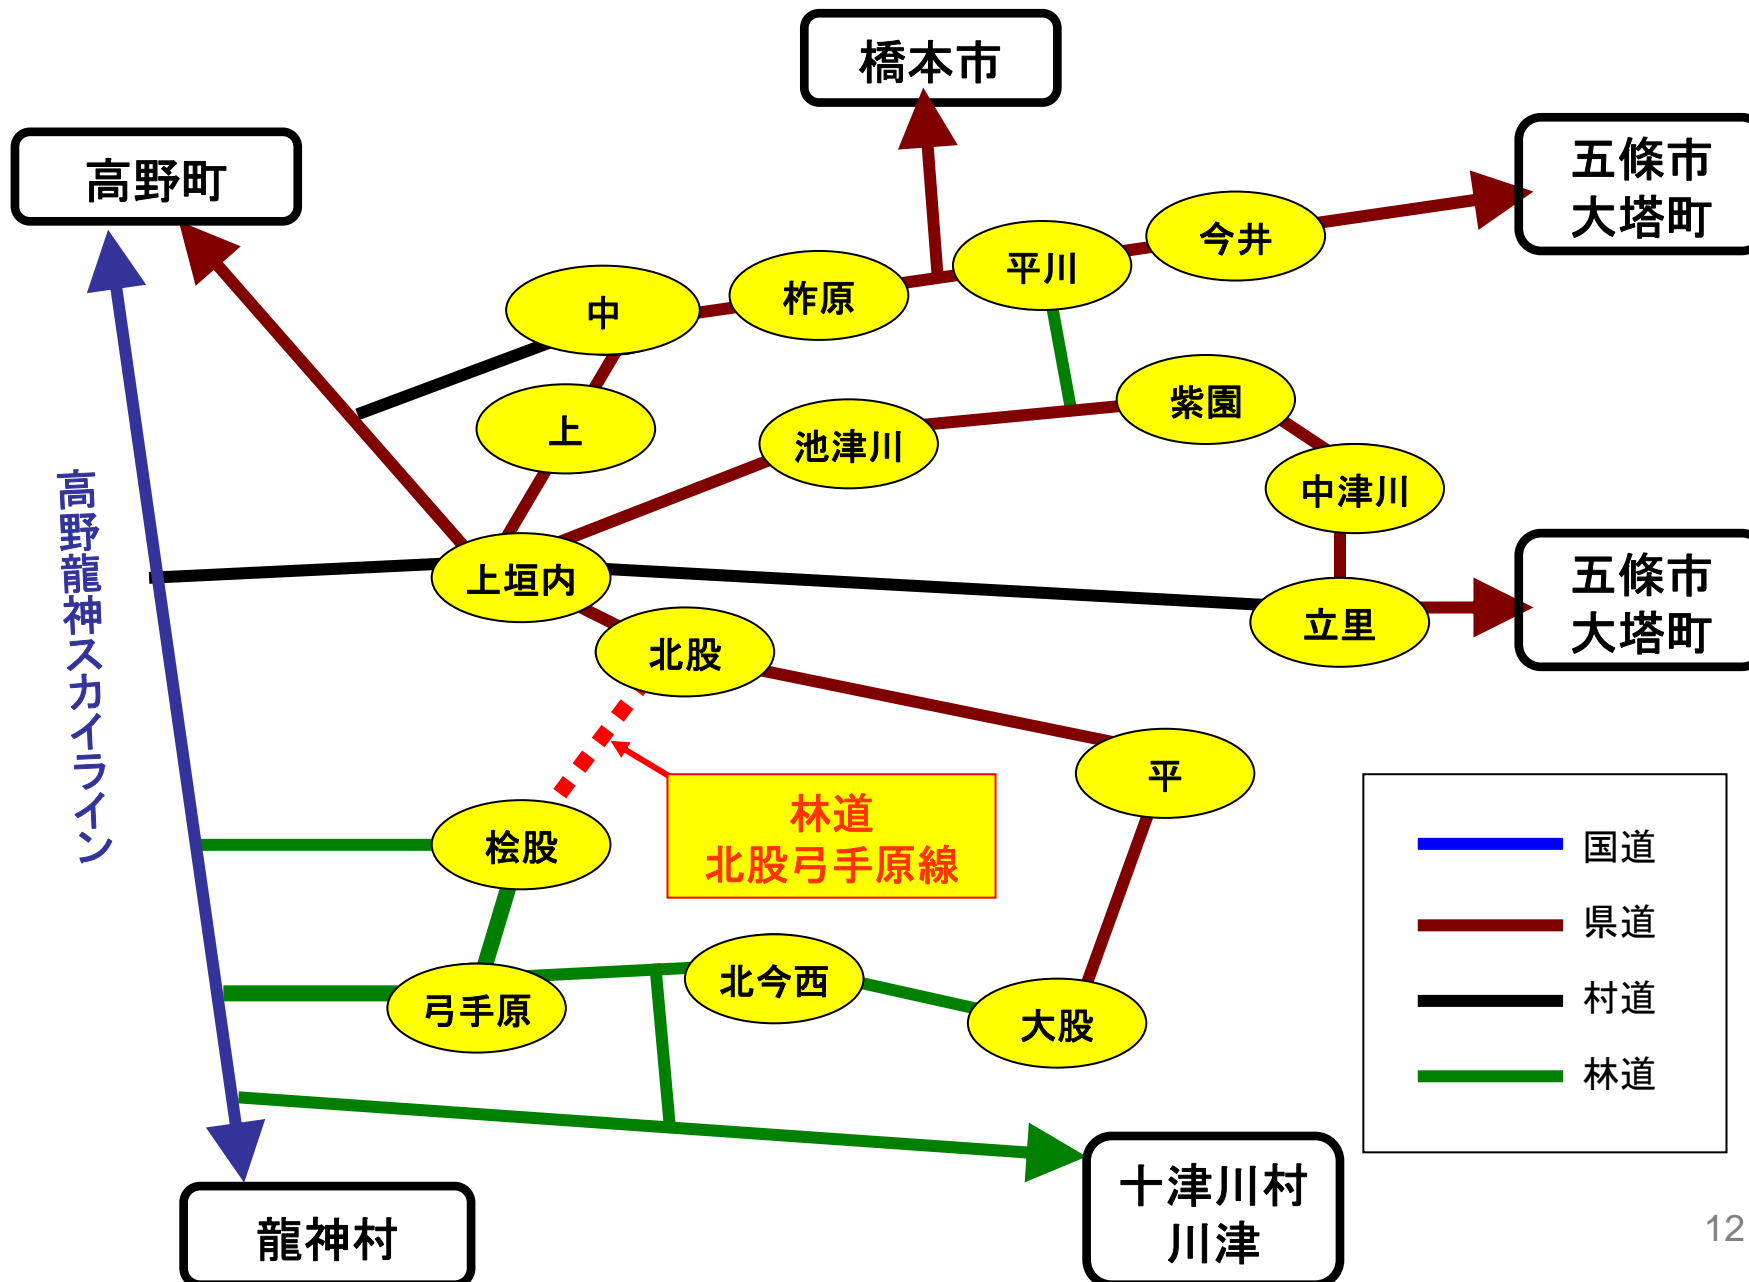 橋本市
高野町
五條市
大塔町
今井
平川
柞原
中
上
紫園
池津川
中津川
高野龍神スカイライン
上垣内
立里
五條市
大塔町
北股
平
林道
北股弓手原線
桧股
国道
県道
村道
林道
北今西
弓手原
大股
十津川村
川津
龍神村
12